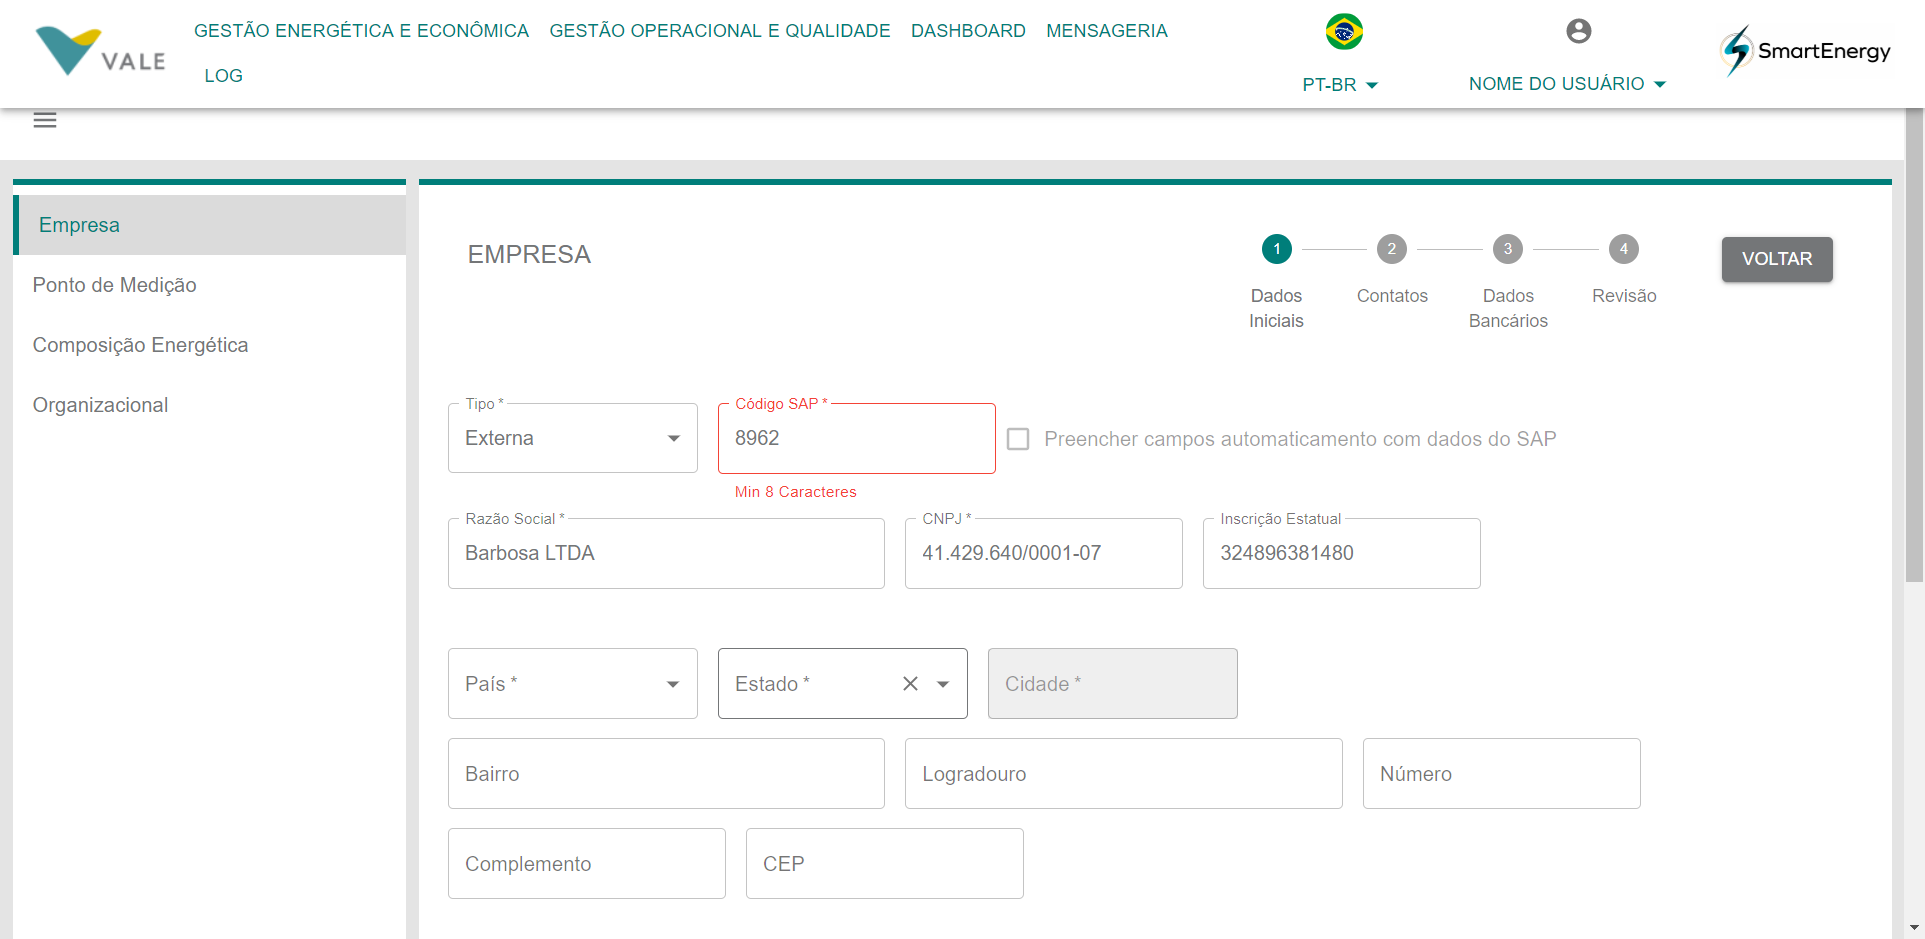 VALE
GESTÃO ENERGÉTICA E ECONÔMICA GESTÃO OPERACIONAL E QUALIDADE DASHBOARD MENSAGERIA
LOG
PT-BR
NOME DO USUÁRIO
SmartEnergy
Empresa
Ponto de Medição
Composição Energética
Organizacional
EMPRESA
1 2 3 4
Dados Iniciais
Contatos
Dados Bancários
Revisão
VOLTAR
Tipo *
Externa
Código SAP *
8962
Min 8 Caracteres
Preencher campos automaticamento com dados do SAP
Razão Social *
Barbosa LTDA
CNPJ *
41.429.640/0001-07
Inscrição Estatual
324896381480
País *
Estado *
Cidade *
Bairro
Logradouro
Número
Complemento
CEP